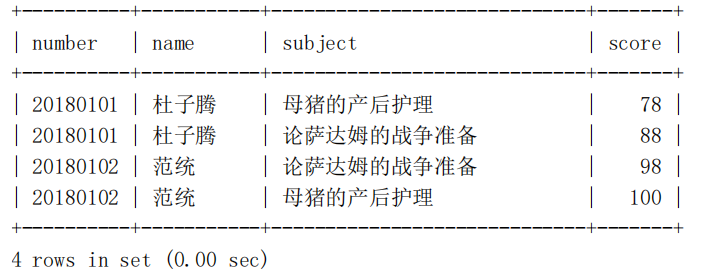 +----------+-----------+-----------------------------+-------+
| number | name | subject | score |
+----------+-----------+-----------------------------+-------+
| 20180101 | 杜子腾 | 母猪的产后护理 | 78 |
| 20180101 | 杜子腾 | 论萨达姆的战争准备 | 88 |
| 20180102 | 范统 | 论萨达姆的战争准备 | 98 |
| 20180102 | 范统 | 母猪的产后护理 | 100 |
+----------+-----------+-----------------------------+-------+
4 rows in set (0.00 sec)